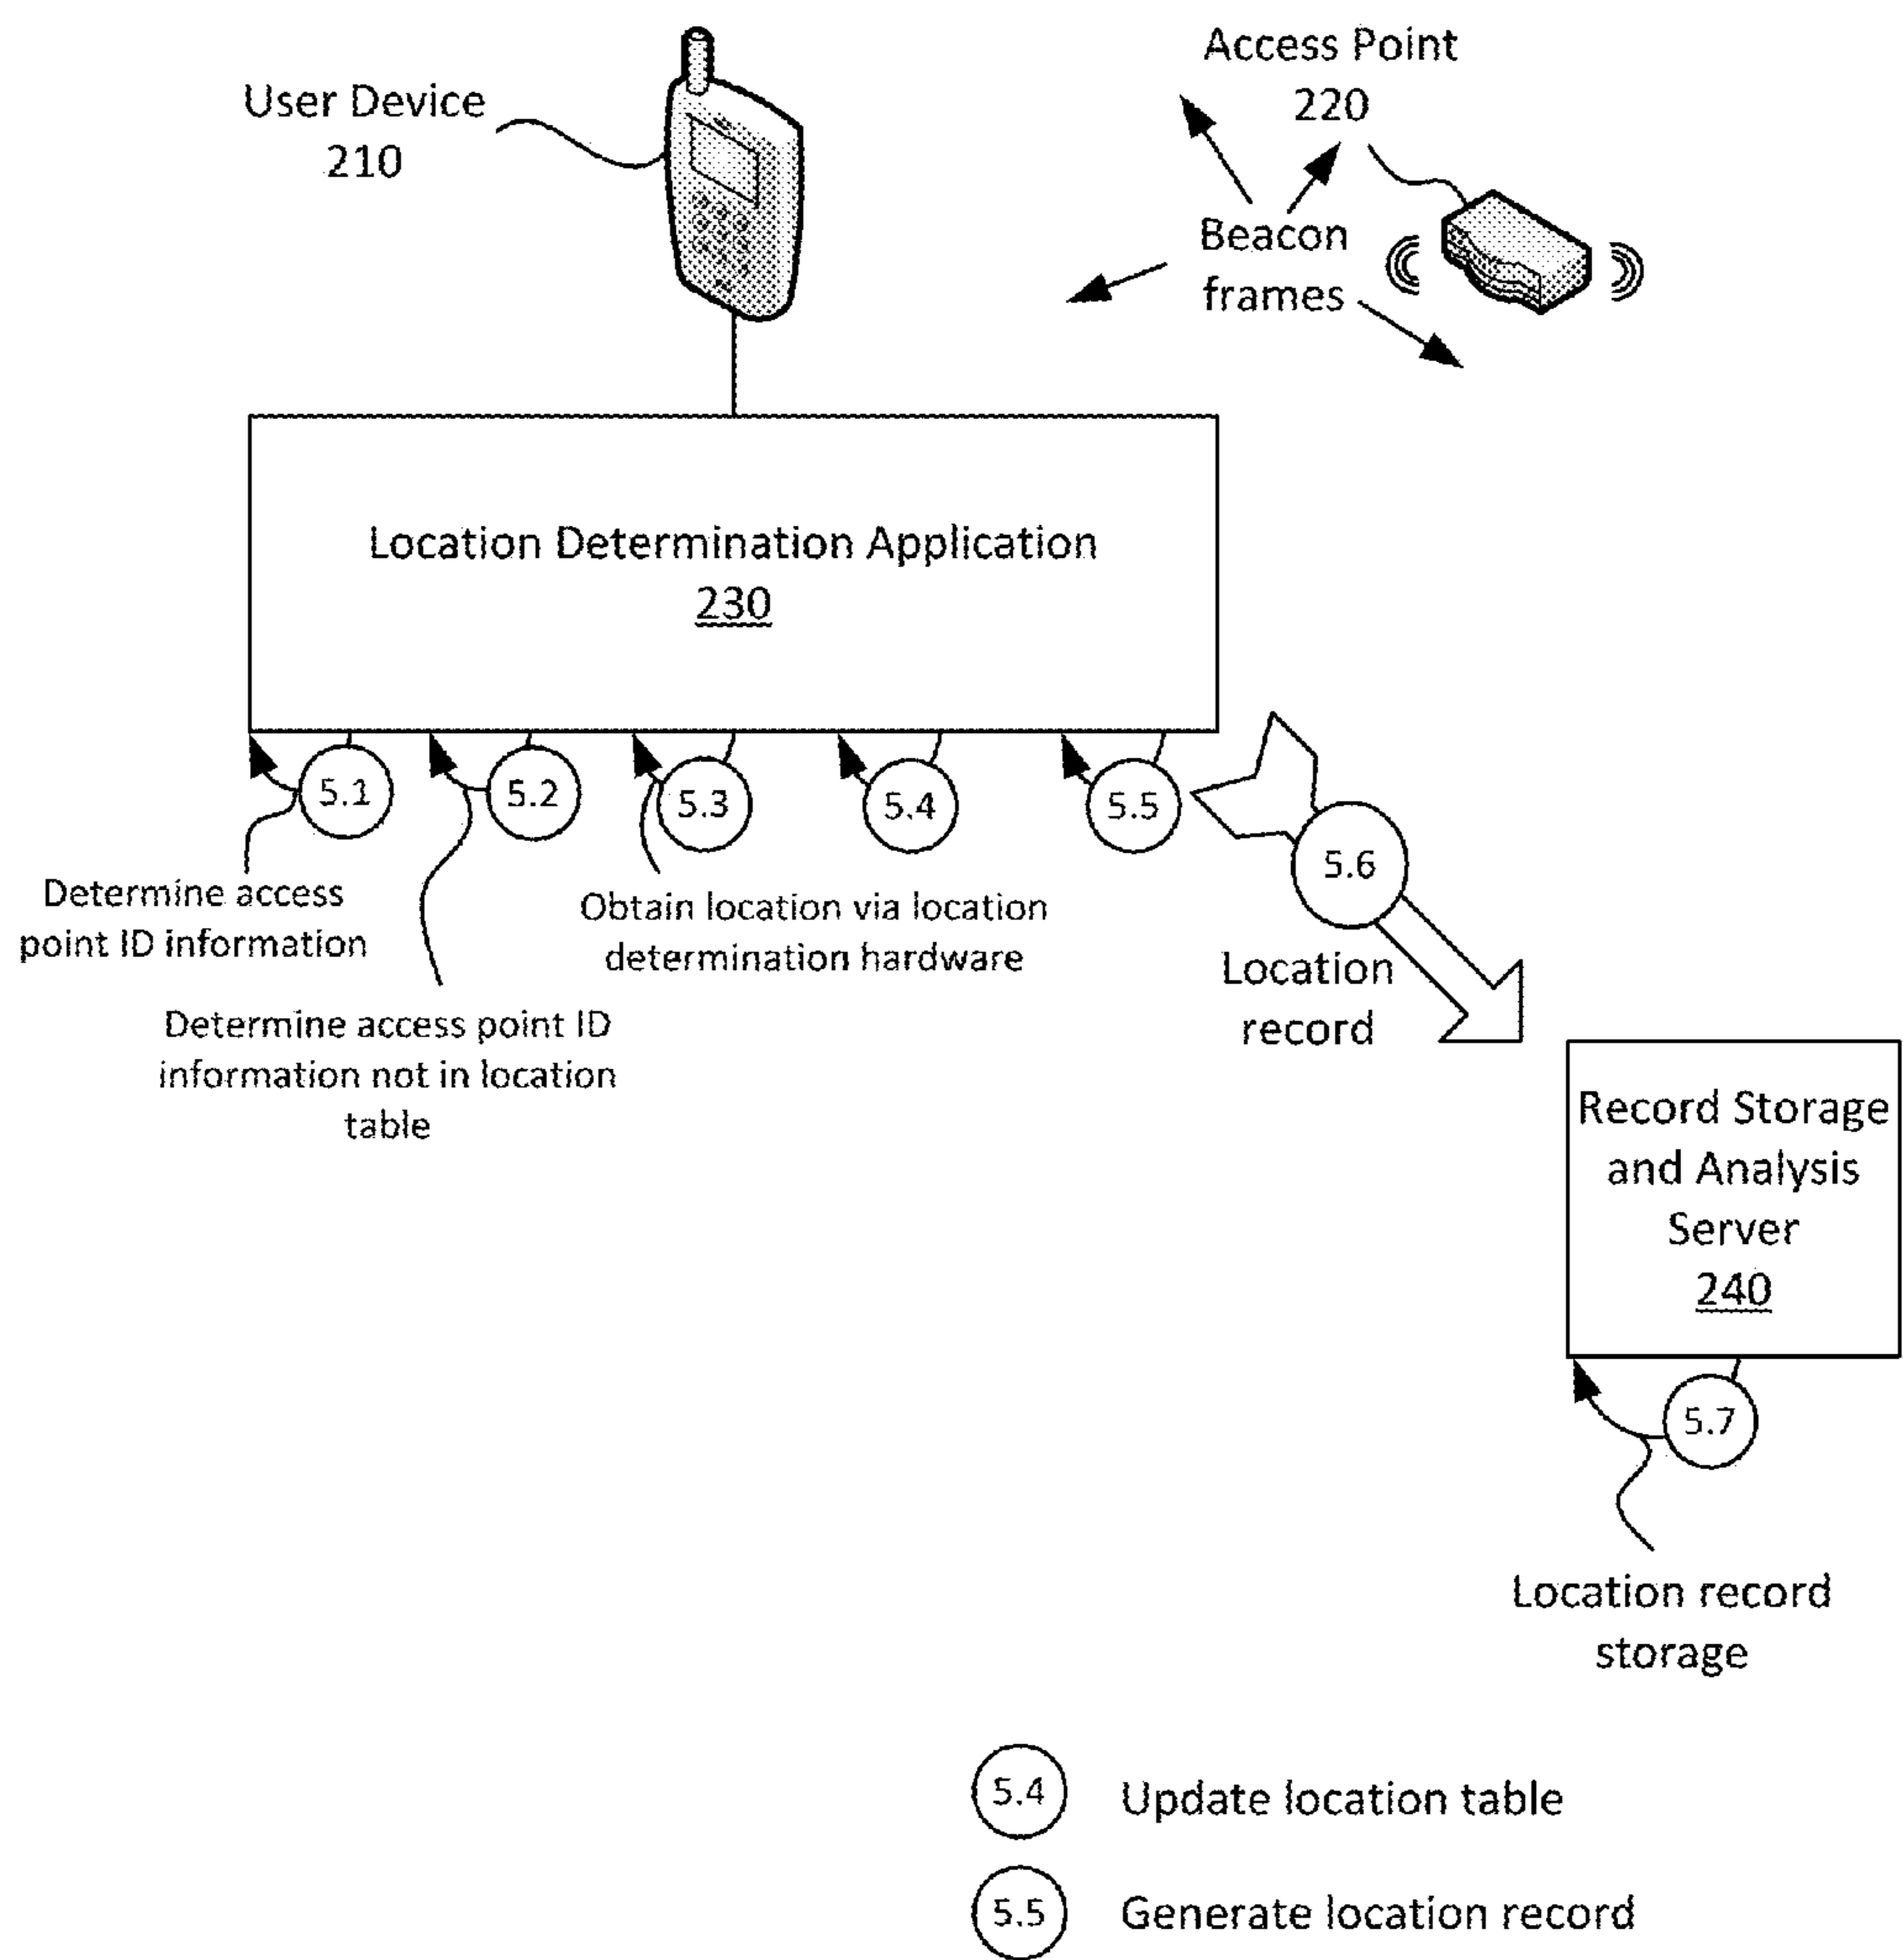 User Device
210
Access Point
220
Beacon
frames
Location Determination Application
230
5.1
5.2
5.3
5.4
5.5
5.6
Determine access
point ID information
Determine access point ID
information not in location
table
Obtain location via location
determination hardware
Location
record
Record Storage
and Analysis
Server
240
5.7
Location record
storage
5.4 Update location table
5.5 Generate location record